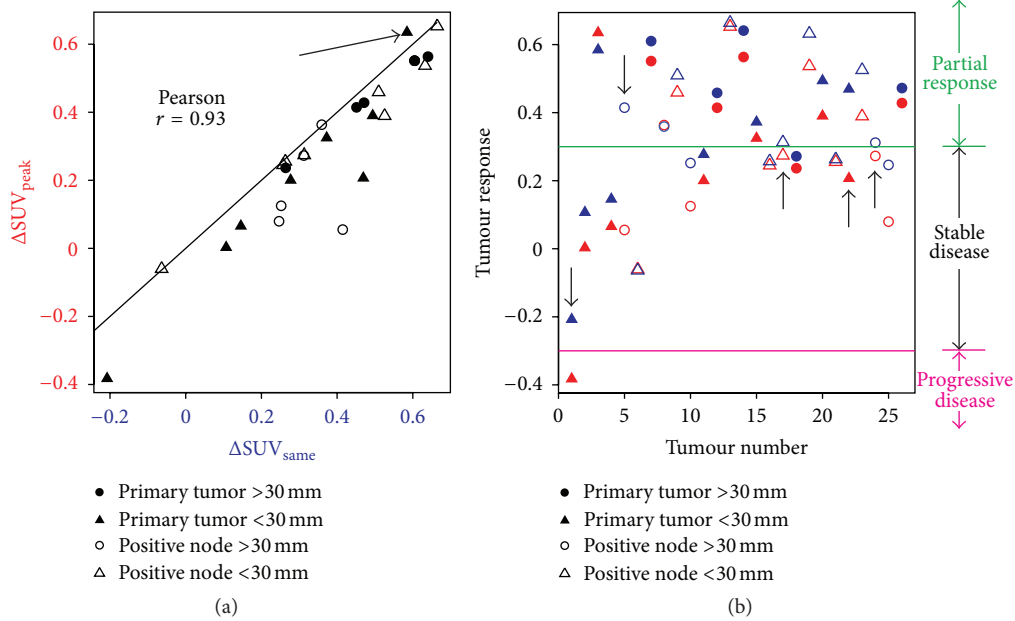 0.6
0.4
0.2
0
−0.2
−0.4
ΔSUVpeak
Pearson
r = 0.93
−0.2 0 0.2 0.4 0.6
ΔSUVsame
● Primary tumor >30 mm
▲ Primary tumor <30 mm
○ Positive node >30 mm
△ Positive node <30 mm
(a)
0.6
0.4
0.2
0
−0.2
−0.4
Tumour response
0 5 10 15 20 25
Tumour number
Partial
response
Stable
disease
Progressive
disease
● Primary tumor >30 mm
▲ Primary tumor <30 mm
○ Positive node >30 mm
△ Positive node <30 mm
(b)